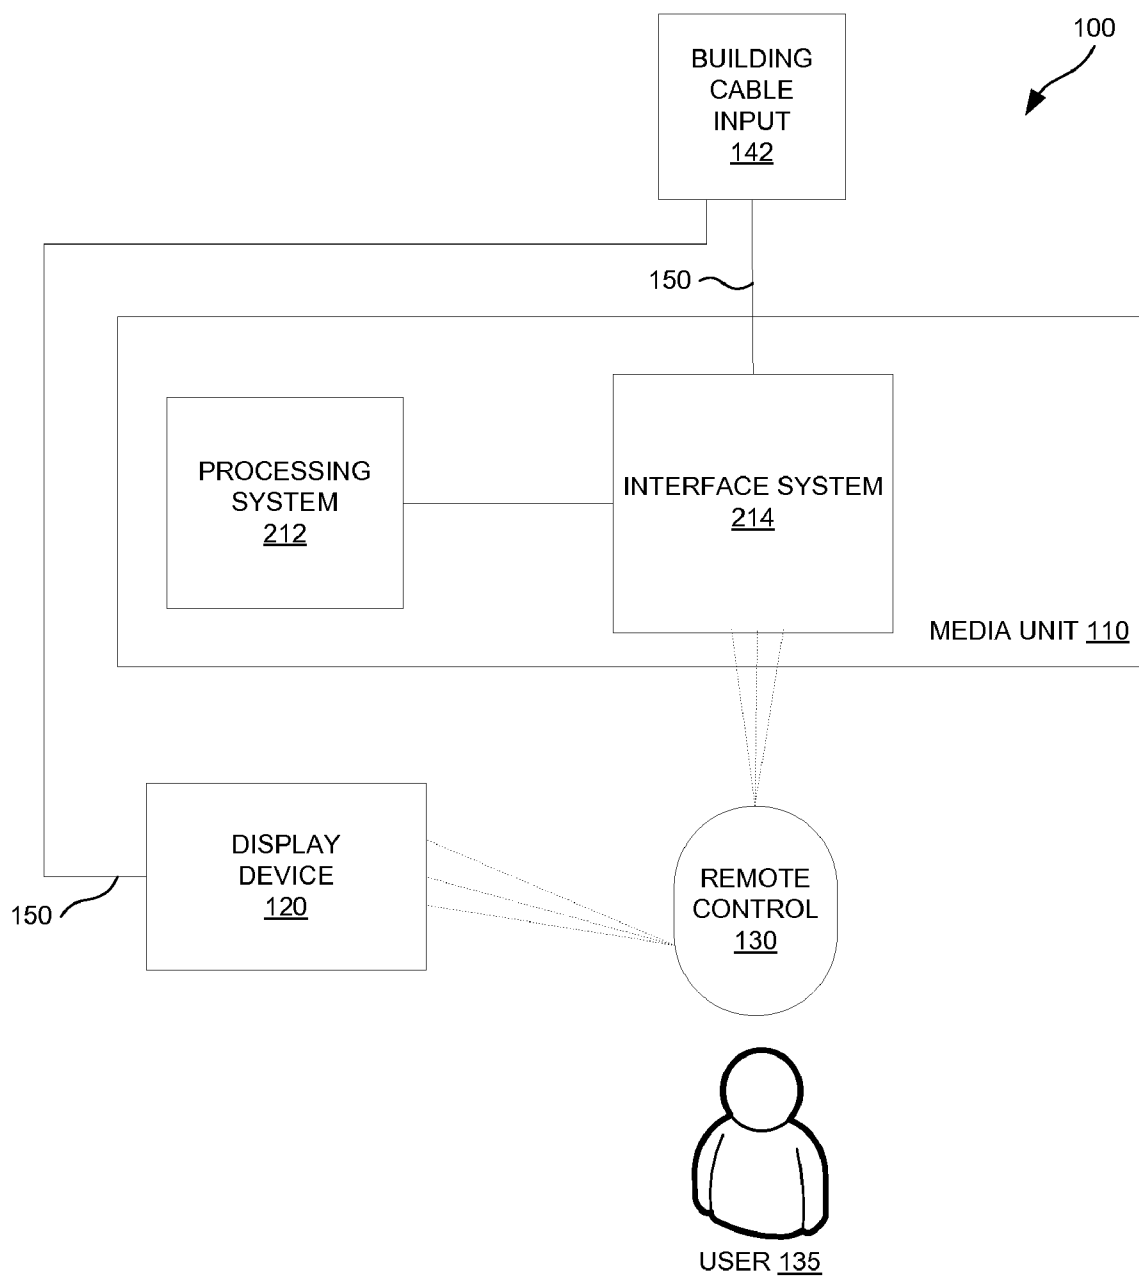 100
BUILDING
CABLE
INPUT
142
150
PROCESSING
SYSTEM
212
INTERFACE SYSTEM
214
MEDIA UNIT 110
DISPLAY
DEVICE
120
150
REMOTE
CONTROL
130
USER 135